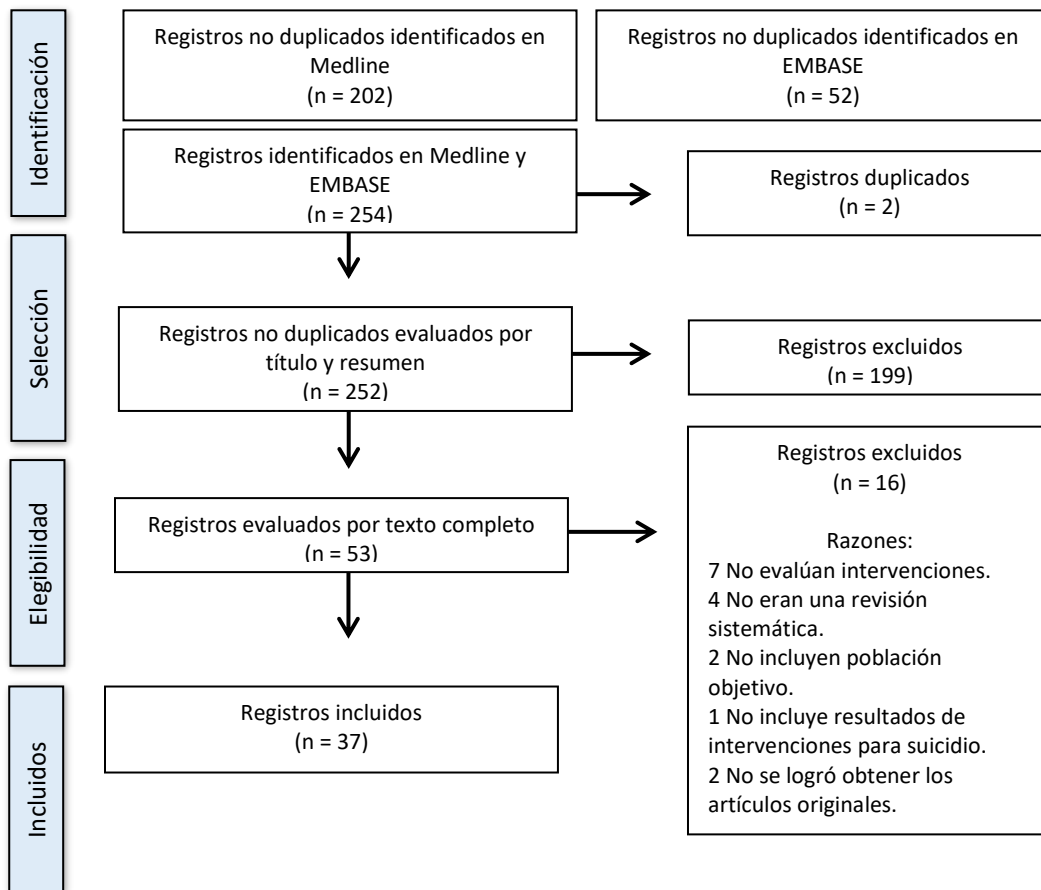 Identificación
Registros no duplicados identificados en
Medline
(n = 202)
Registros no duplicados identificados en
EMBASE
(n = 52)
Registros identificados en Medline y
EMBASE
(n = 254)
Registros duplicados
(n = 2)
Selección
Registros no duplicados evaluados por
título y resumen
(n = 252)
Registros excluidos
(n = 199)
Elegibilidad
Registros evaluados por texto completo
(n = 53)
Registros excluidos
(n = 16)
Razones:
7 No evalúan intervenciones.
4 No eran una revisión
sistemática.
2 No incluyen población
objetivo.
1 No incluye resultados de
intervenciones para suicidio.
2 No se logró obtener los
artículos originales.
Incluidos
Registros incluidos
(n = 37)